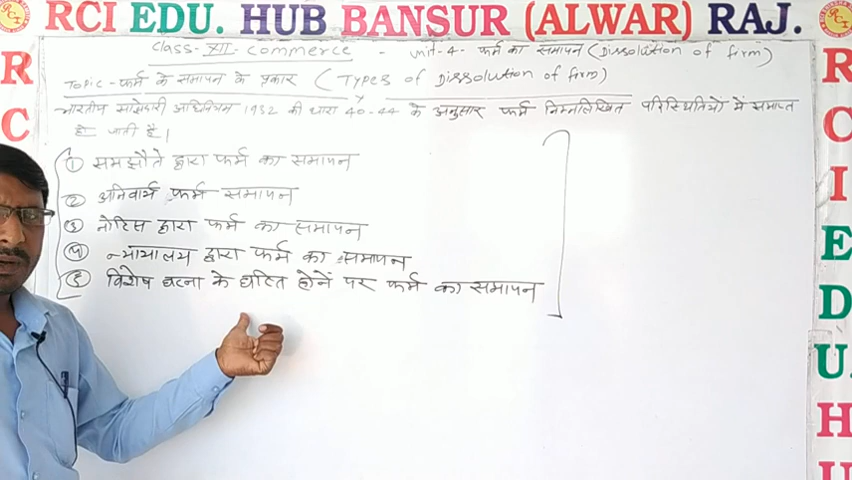 RCI EDU. HUB BANSUR (ALWAR) RAJ.
Class-XII-Commerce - Unit-4- फर्म का समापन (Dissolution of firm)
Topic-फर्म के समापन के प्रकार (Types of Dissolution of firm)
भारतीय साझेदारी अधिनियम 1932 की धारा 40-44 के अनुसार फर्म निम्नलिखित परिस्थितिओं में समाप्त
हो जाती है।
① समझौते द्वारा फर्म का समापन
② अनिवार्य फर्म समापन
③ नोटिस द्वारा फर्म का समापन
④ न्यायालय द्वारा फर्म का समापन
⑤ विशेष घटना के घटित होनें पर फर्म का समापन
R
C
R
C
I
E
D
U.
H
U